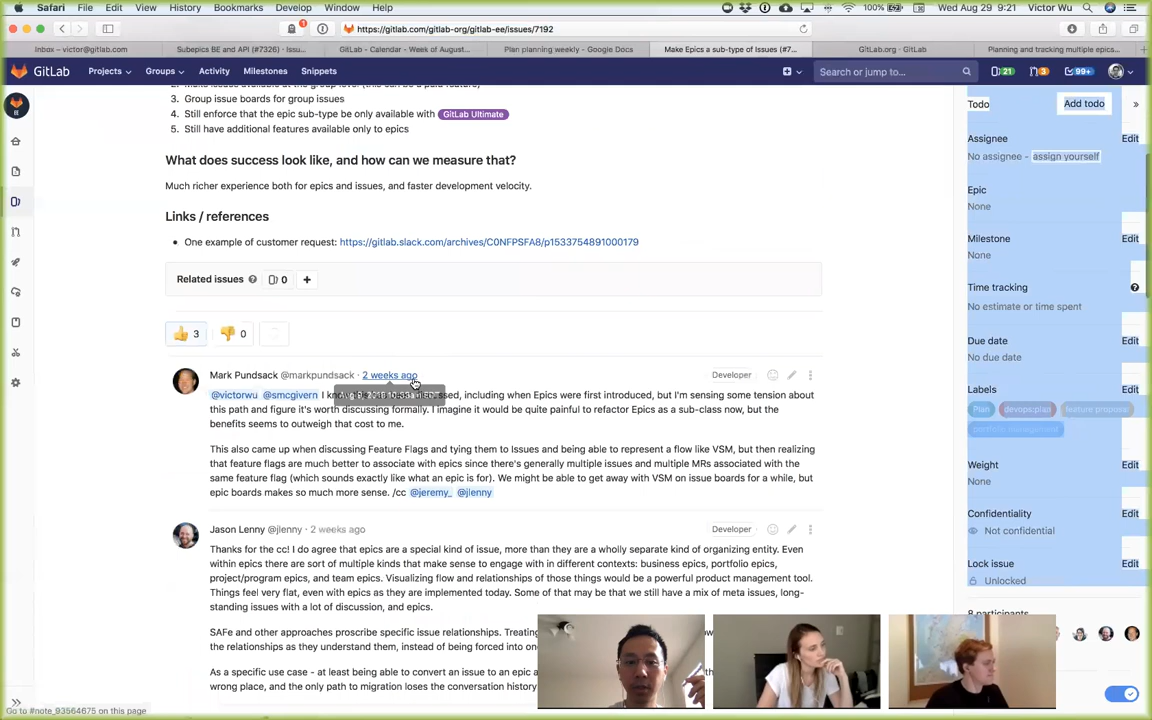 Safari File Edit View History Bookmarks Develop Window Help 100% Wed Aug 29 9:21 Victor Wu
https://gitlab.com/gitlab-org/gitlab-ee/issues/7192
Inbox – victor@gitlab.com Subepics BE and API (#7326) · Issu... GitLab - Calendar - Week of August... Plan planning weekly - Google Docs Make Epics a sub-type of Issues (#7... GitLab.org · GitLab Planning and tracking multiple epics...
GitLab Projects Groups Activity Milestones Snippets Search or jump to... 21 3 99+
3. Group issue boards for group issues
4. Still enforce that the epic sub-type be only available with GitLab Ultimate
5. Still have additional features available only to epics
What does success look like, and how can we measure that?
Much richer experience both for epics and issues, and faster development velocity.
Links / references
• One example of customer request: https://gitlab.slack.com/archives/C0NFPSFA8/p1533754891000179
Related issues 0 +
3 0
Mark Pundsack @markpundsack · 2 weeks ago Developer
@victorwu @smcgivern I discussed, including when Epics were first introduced, but I'm sensing some tension about
this path and figure it's worth discussing formally. I imagine it would be quite painful to refactor Epics as a sub-class now, but the
benefits seems to outweigh that cost to me.
This also came up when discussing Feature Flags and tying them to Issues and being able to represent a flow like VSM, but then realizing
that feature flags are much better to associate with epics since there's generally multiple issues and multiple MRs associated with the
same feature flag (which sounds exactly like what an epic is for). We might be able to get away with VSM on issue boards for a while, but
epic boards makes so much more sense. /cc @jeremy_ @jlenny
Jason Lenny @jlenny · 2 weeks ago Developer
Thanks for the cc! I do agree that epics are a special kind of issue, more than they are a wholly separate kind of organizing entity. Even
within epics there are sort of multiple kinds that make sense to engage with in different contexts: business epics, portfolio epics,
project/program epics, and team epics. Visualizing flow and relationships of those things would be a powerful product management tool.
Things feel very flat, even with epics as they are implemented today. Some of that may be that we still have a mix of meta issues, long-
standing issues with a lot of discussion, and epics.
SAFe and other approaches proscribe specific issue relationships. Treating
the relationships as they understand them, instead of being forced into
As a specific use case - at least being able to convert an issue to an epic
wrong place, and the only path to migration loses the conversation history
Go to #note_93564675 on this page
Todo Add todo
Assignee Edit
No assignee - assign yourself
Epic
None
Milestone Edit
None
Time tracking
No estimate or time spent
Due date Edit
No due date
Labels Edit
Plan devops:plan feature proposal
portfolio management
Weight Edit
None
Confidentiality Edit
Not confidential
Lock issue Edit
Unlocked
8 participants